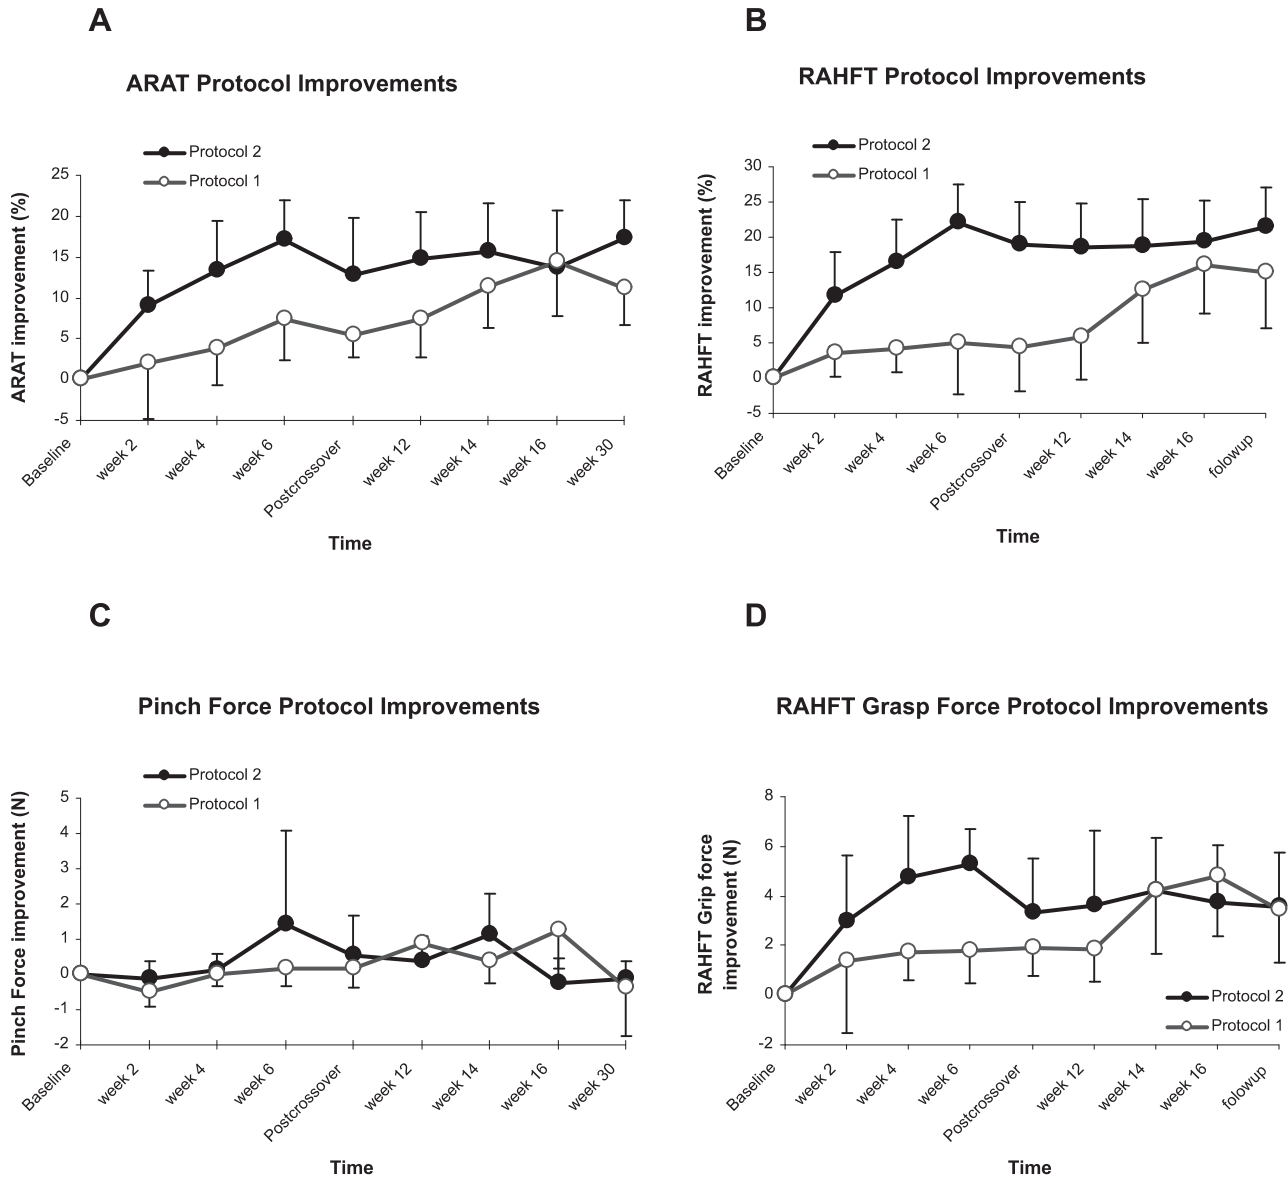 A
ARAT Protocol Improvements
Protocol 2
Protocol 1
ARAT improvement (%)
25
20
15
10
5
0
-5
Baseline
week 2
week 4
week 6
Postcrossover
week 12
week 14
week 16
week 30
Time
B
RAHFT Protocol Improvements
Protocol 2
Protocol 1
RAHFT improvement (%)
30
25
20
15
10
5
0
-5
Baseline
week 2
week 4
week 6
Postcrossover
week 12
week 14
week 16
folowup
Time
C
Pinch Force Protocol Improvements
Protocol 2
Protocol 1
Pinch Force improvement (N)
5
4
3
2
1
0
-1
-2
Baseline
week 2
week 4
week 6
Postcrossover
week 12
week 14
week 16
week 30
Time
D
RAHFT Grasp Force Protocol Improvements
RAHFT Grip force
improvement (N)
8
6
4
2
0
-2
Protocol 2
Protocol 1
Baseline
week 2
week 4
week 6
Postcrossover
week 12
week 14
week 16
folowup
Time